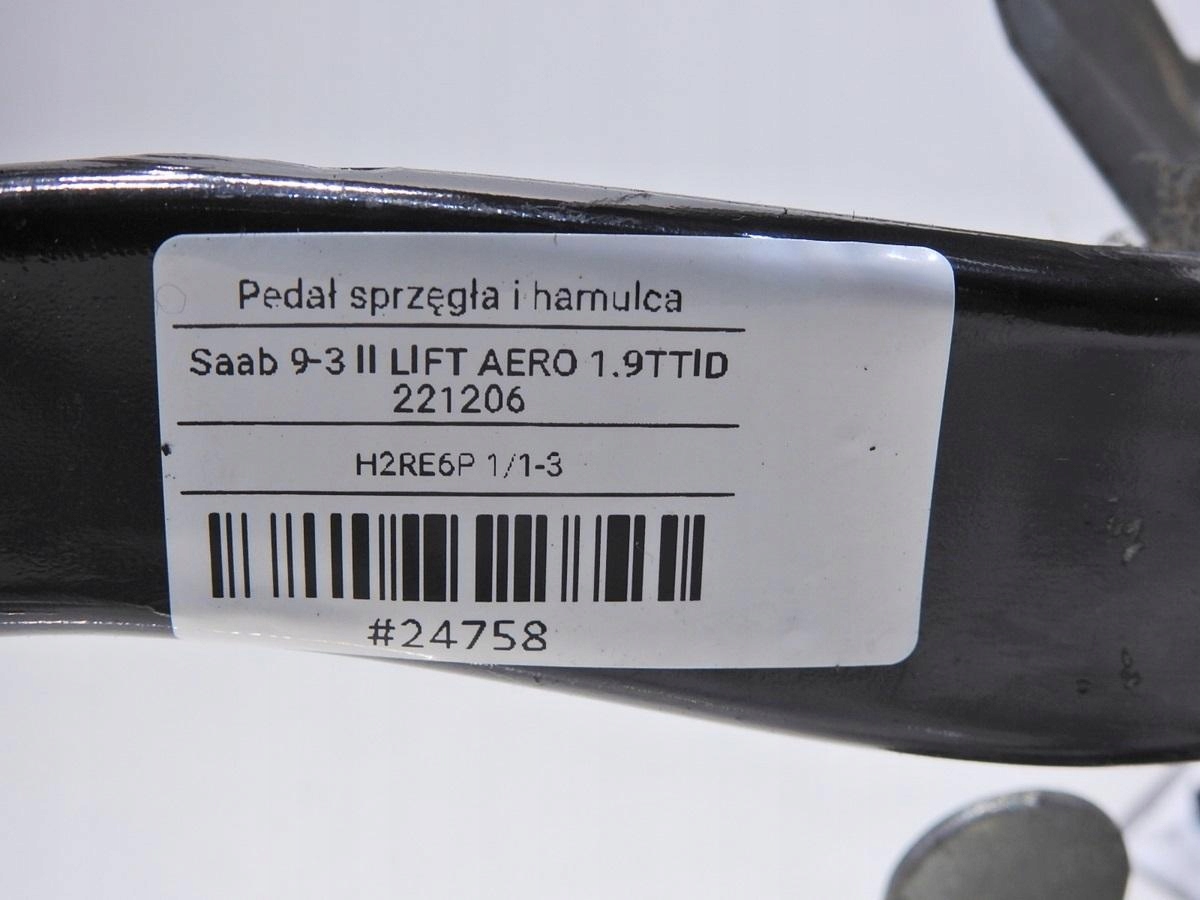 Pedał sprzęgła i hamulca
Saab 9-3 II LIFT AERO 1.9TTID
221206
H2RE6P 1/1-3
#24758